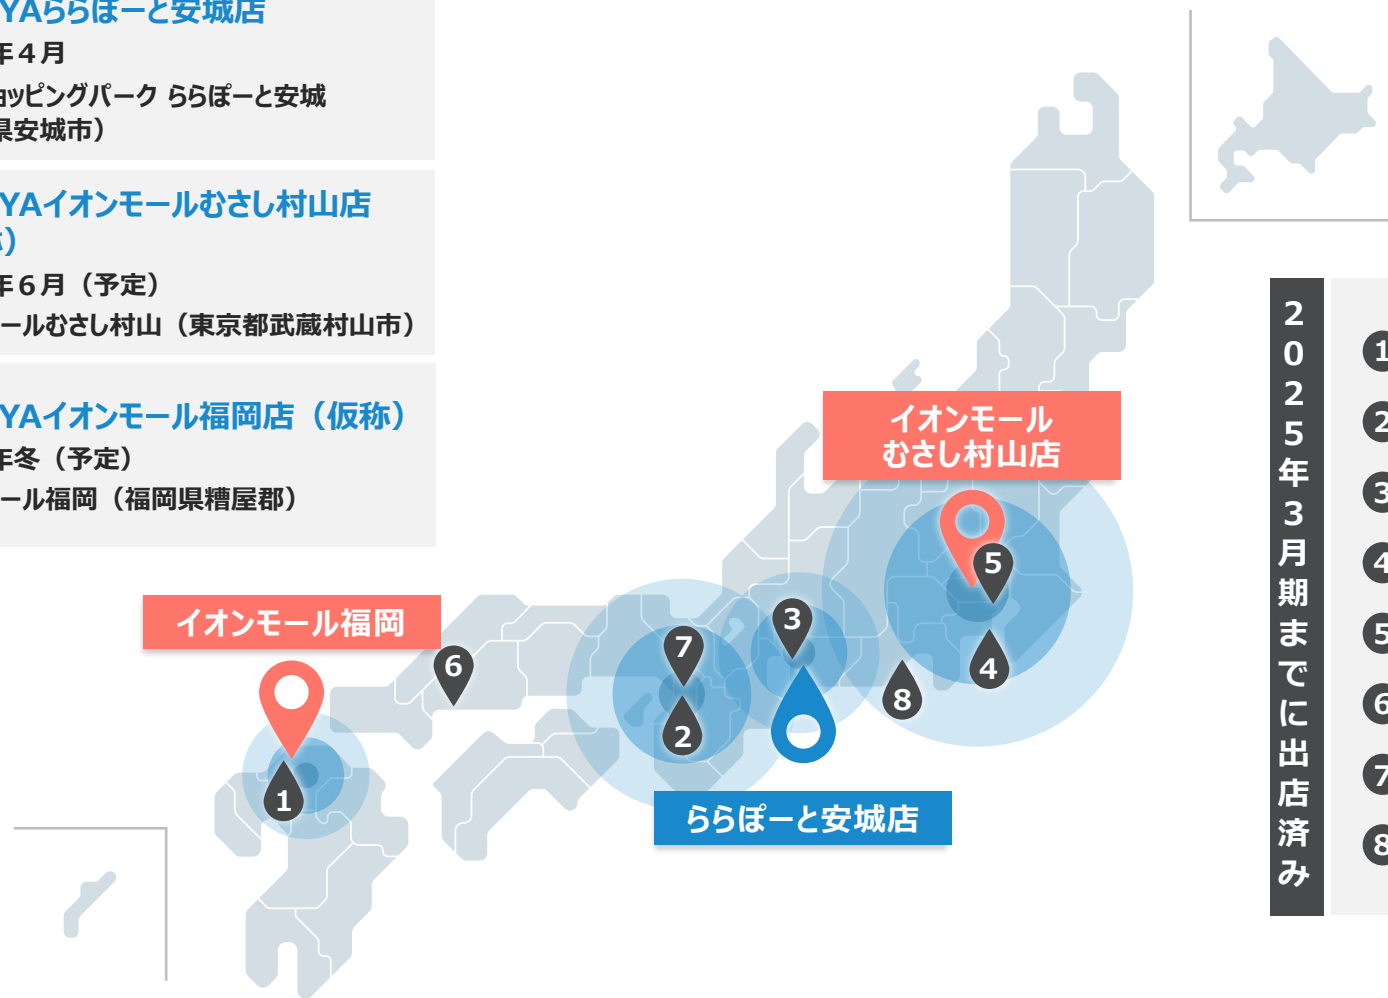 YAららぽーと安城店
年4月
ョッピングパーク ららぽーと安城
県安城市）
YAイオンモールむさし村山店
）
年6月（予定）
ールむさし村山（東京都武蔵村山市）
YAイオンモール福岡店（仮称）
年冬（予定）
ール福岡（福岡県糟屋郡）
イオンモール
むさし村山店
イオンモール福岡
ららぽーと安城店
5
3
7
6
4
8
2
1
2025年3月期までに出店済み
1
2
3
4
5
6
7
8